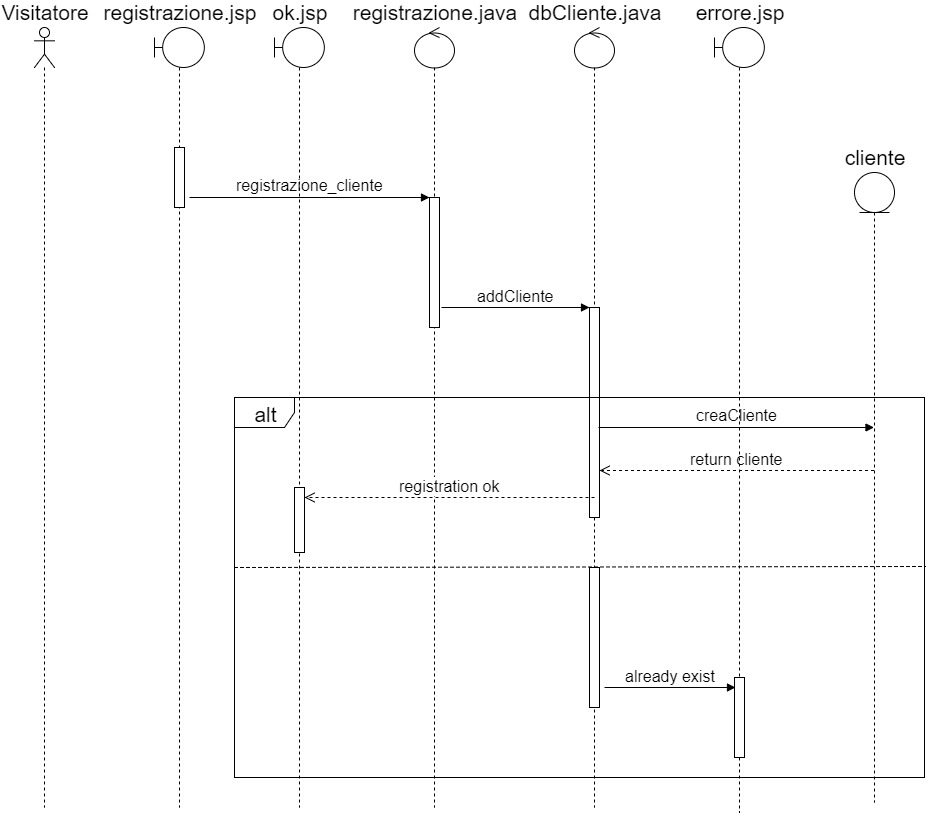 Visitatore registrazione.jsp ok.jsp registrazione.java dbCliente.java errore.jsp
cliente
registrazione_cliente
addCliente
alt
creaCliente
return cliente
registration ok
already exist